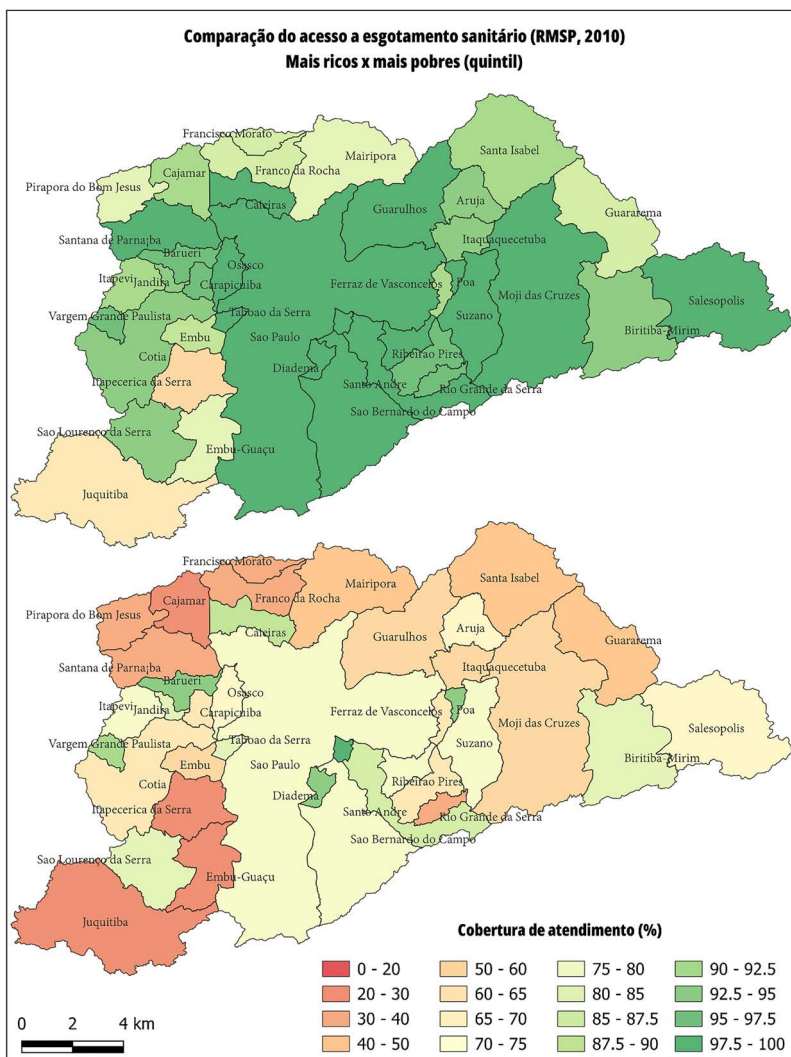 Comparação do acesso a esgotamento sanitário (RMSP, 2010)
Mais ricos x mais pobres (quintil)
Francisco Morato
Mairipora
Santa Isabel
Cajamar
Franco da Rocha
Pirapora do Bom Jesus
Caieiras
Guarulhos
Aruja
Guararema
Santana de Parna¡ba
Itaquaquecetuba
Barueri
Osasco
Itapevi
Jandira
Carapicuiba
Ferraz de Vasconcelos
Poa
Moji das Cruzes
Salesopolis
Vargem Grande Paulista
Taboao da Serra
Suzano
Embu
Sao Paulo
Biritiba-Mirim
Cotia
Ribeirao Pires
Diadema
Itapecerica da Serra
Santo Andre
Rio Grande da Serra
Sao Bernardo do Campo
Sao Lourenço da Serra
Embu-Guaçu
Juquitiba
Francisco Morato
Mairipora
Santa Isabel
Cajamar
Franco da Rocha
Pirapora do Bom Jesus
Caieiras
Guarulhos
Aruja
Guararema
Santana de Parna¡ba
Itaquaquecetuba
Barueri
Osasco
Itapevi
Jandira
Carapicuiba
Ferraz de Vasconcelos
Poa
Moji das Cruzes
Salesopolis
Vargem Grande Paulista
Taboao da Serra
Suzano
Embu
Sao Paulo
Biritiba-Mirim
Cotia
Ribeirao Pires
Diadema
Itapecerica da Serra
Santo Andre
Rio Grande da Serra
Sao Bernardo do Campo
Sao Lourenço da Serra
Embu-Guaçu
Juquitiba
Cobertura de atendimento (%)
0 - 20
20 - 30
30 - 40
40 - 50
50 - 60
60 - 65
65 - 70
70 - 75
75 - 80
80 - 85
85 - 87.5
87.5 - 90
90 - 92.5
92.5 - 95
95 - 97.5
97.5 - 100
0 2 4 km